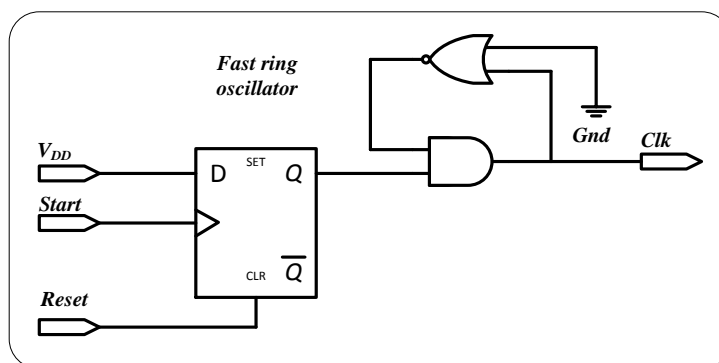 Fast ring
oscillator
Gnd
Clk
V_DD
Start
Reset
D
SET
Q
CLR
Q̅